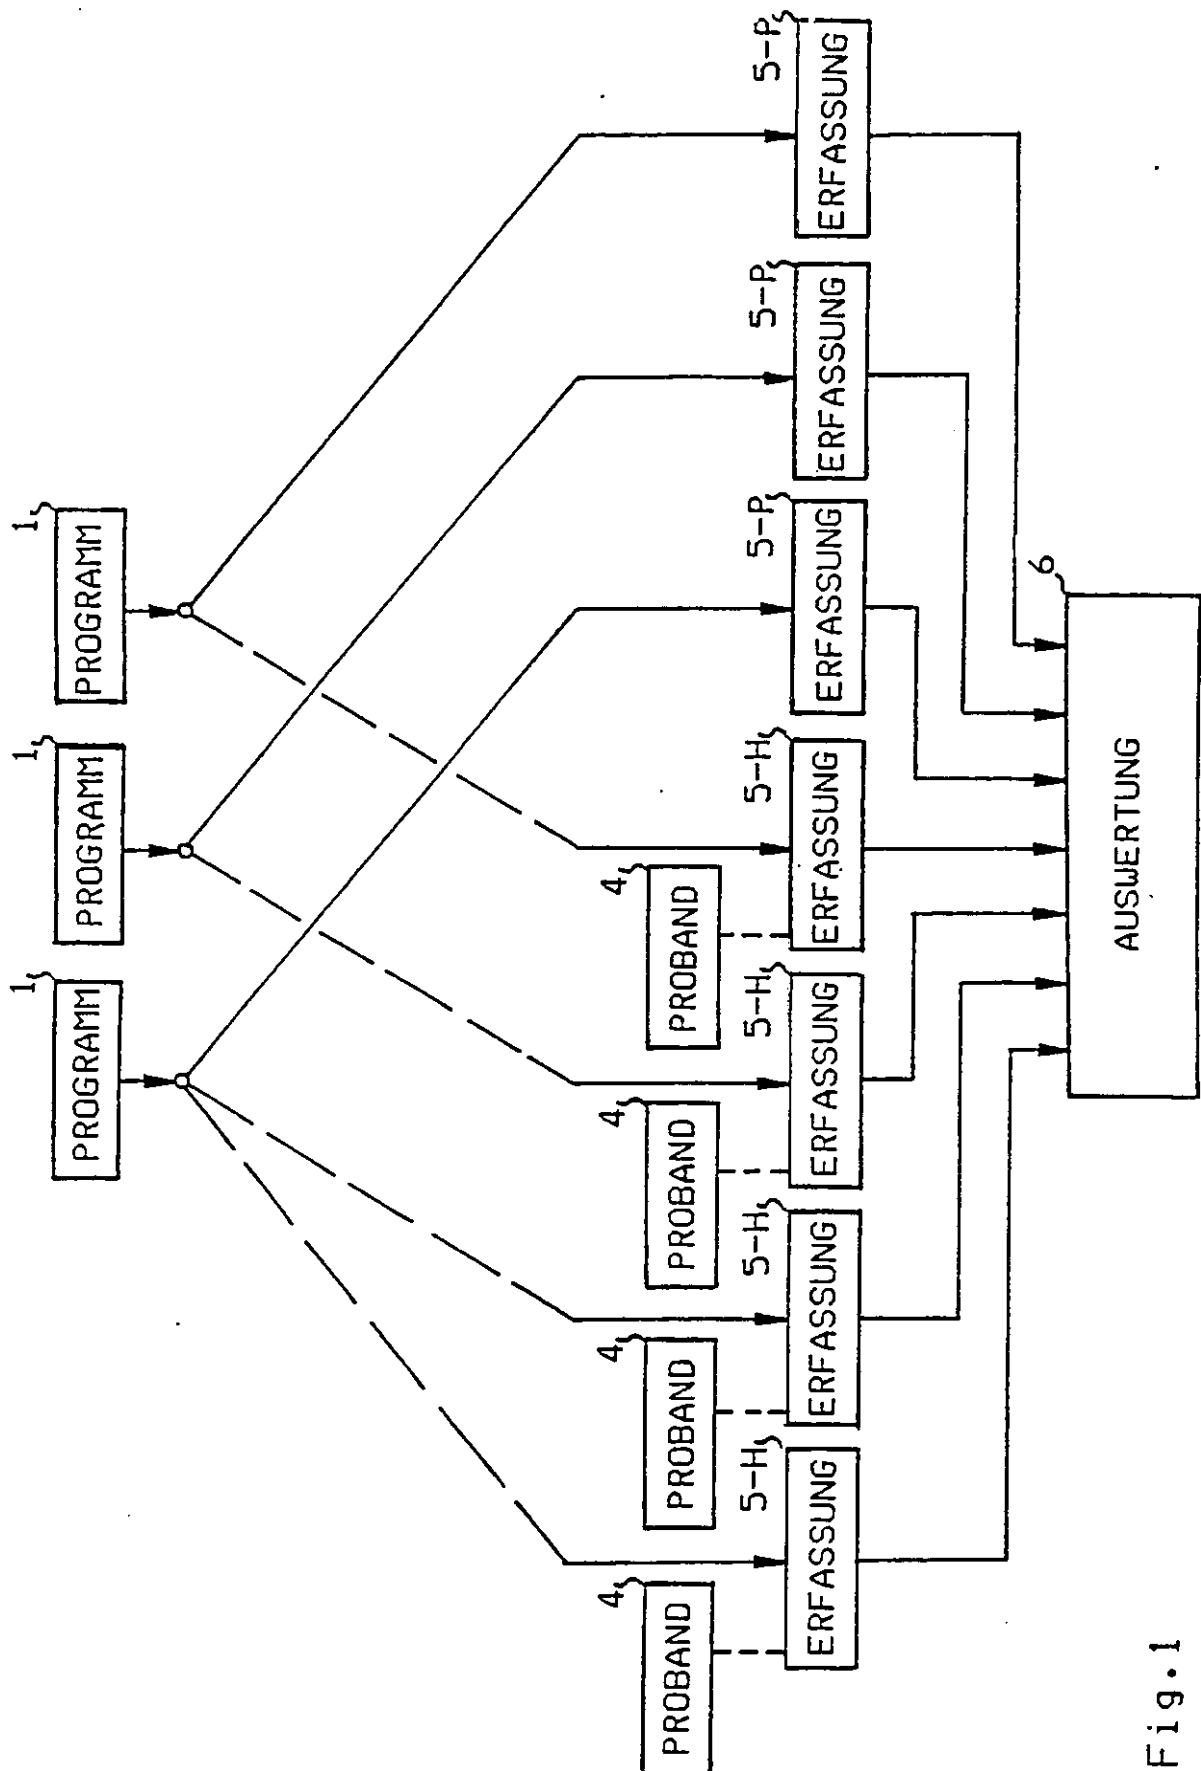 1 1 1
PROGRAMM PROGRAMM PROGRAMM
4 4 4 4
PROBAND PROBAND PROBAND PROBAND
5-H 5-H 5-H 5-H 5-P 5-P 5-P
ERFASSUNG ERFASSUNG ERFASSUNG ERFASSUNG ERFASSUNG ERFASSUNG ERFASSUNG
6
AUSWERTUNG
Fig.1